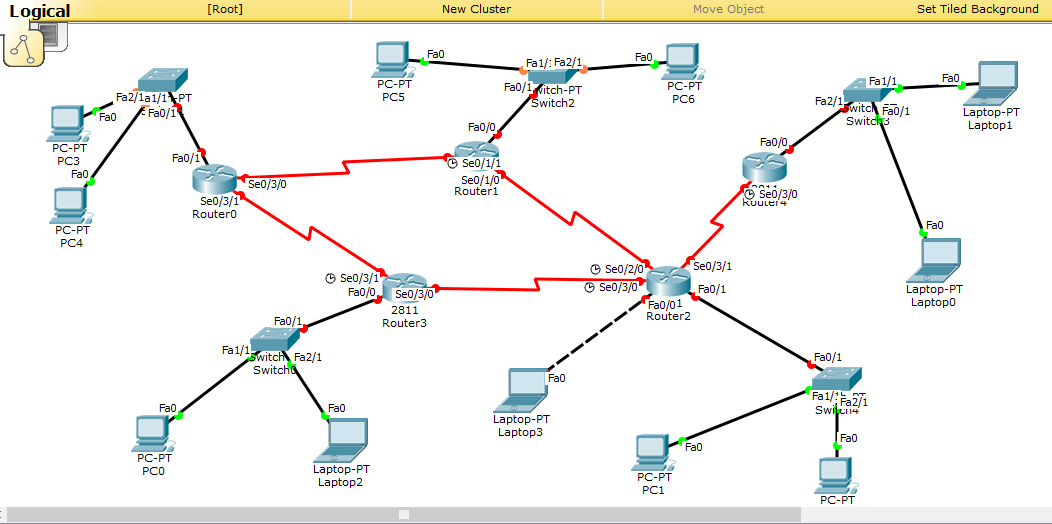 Logical
[Root]
New Cluster
Move Object
Set Tiled Background
Fa0
PC-PT
PC5
Fa1/
Fa2/1
witch-PT
Switch2
Fa0/1
Fa0
PC-PT
PC6
Fa1/1
Fa2/1
Fa0/1
Switch3
Fa0
Laptop-PT
Laptop1
Fa2/1
a1/1
PT
Fa0/1
Fa0
PC-PT
PC3
Fa0
PC-PT
PC4
Fa0/1
Se0/3/0
Se0/3/1
Router0
Fa0/0
Se0/1/1
Se0/1/0
Router1
Fa0/0
Se0/3/0
Router4
Fa0
Laptop-PT
Laptop0
Se0/3/1
Fa0/0
Se0/3/0
2811
Router3
Se0/2/0
Se0/3/0
Se0/3/1
Fa0/1
Fa0/0
Router2
Fa0/1
Fa1/1
Fa2/1
Switch
Fa0
PC-PT
PC0
Fa0
Laptop-PT
Laptop2
Fa0
Laptop-PT
Laptop3
Fa0/1
Fa1/
Fa2/1
Switch4
Fa0
PC-PT
PC1
Fa0
PC-PT